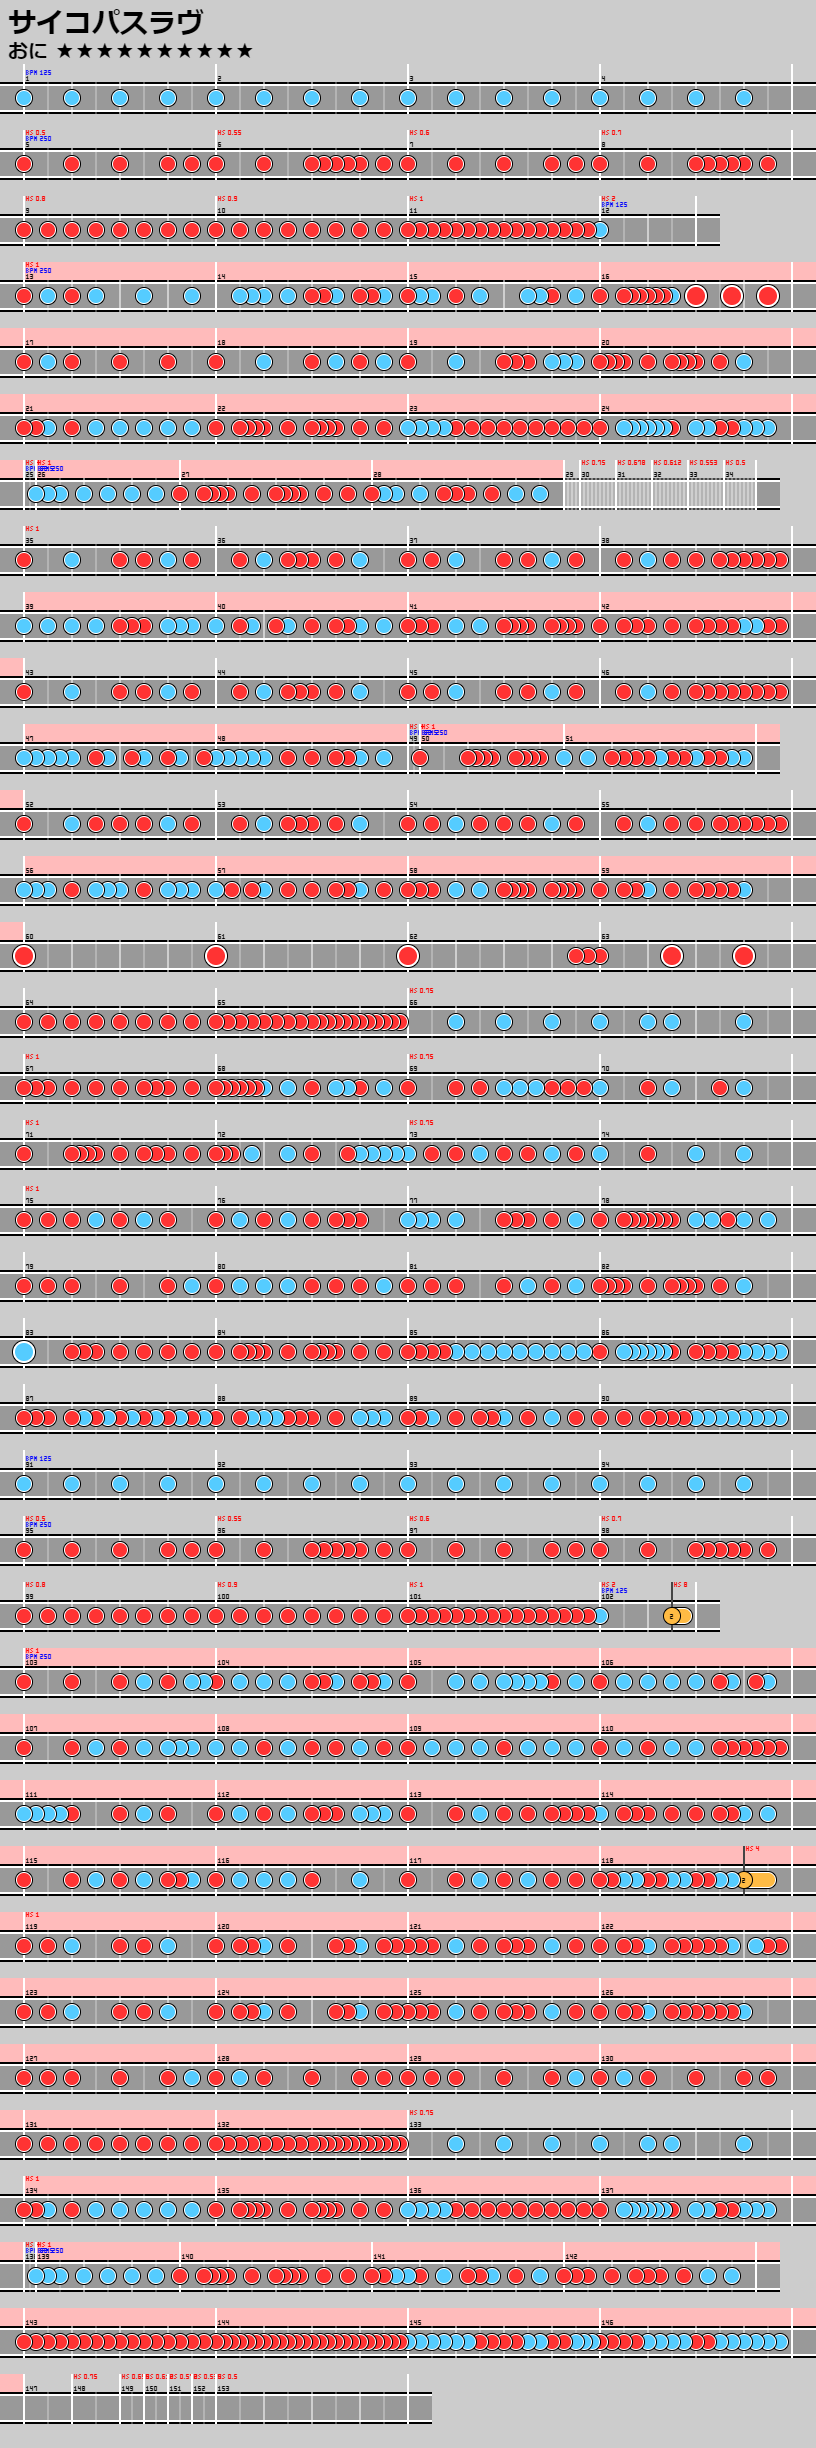 サイコパスラヴ
おに ★★★★★★★★★★
BPM 125
1 2 3 4
HS 0.5 HS 0.55 HS 0.6 HS 0.7
BPM 250
5 6 7 8
HS 0.8 HS 0.9 HS 1 HS 2
BPM 125
9 10 11 12
HS 1
BPM 250
13 14 15 16
17 18 19 20
21 22 23 24
HS 1 HS 0.75 HS 0.678 HS 0.612 HS 0.553 HS 0.5
25 26 27 28 29 30 31 32 33 34
HS 1
35 36 37 38
39 40 41 42
43 44 45 46
HS 1
47 48 49 50 51
52 53 54 55
56 57 58 59
60 61 62 63
HS 0.75
64 65 66
HS 1 HS 0.75
67 68 69 70
HS 1 HS 0.75
71 72 73 74
HS 1
75 76 77 78
79 80 81 82
83 84 85 86
87 88 89 90
BPM 125
91 92 93 94
HS 0.5 HS 0.55 HS 0.6 HS 0.7
BPM 250
95 96 97 98
HS 0.8 HS 0.9 HS 1 HS 2 HS 8
BPM 125
99 100 101 102
2
HS 1
BPM 250
103 104 105 106
107 108 109 110
111 112 113 114
HS 4
115 116 117 118
2
HS 1
119 120 121 122
123 124 125 126
127 128 129 130
HS 0.75
131 132 133
HS 1
134 135 136 137
HS 1
139 140 141 142
143 144 145 146
HS 0.75 HS 0.5
147 148 149 150 151 152 153